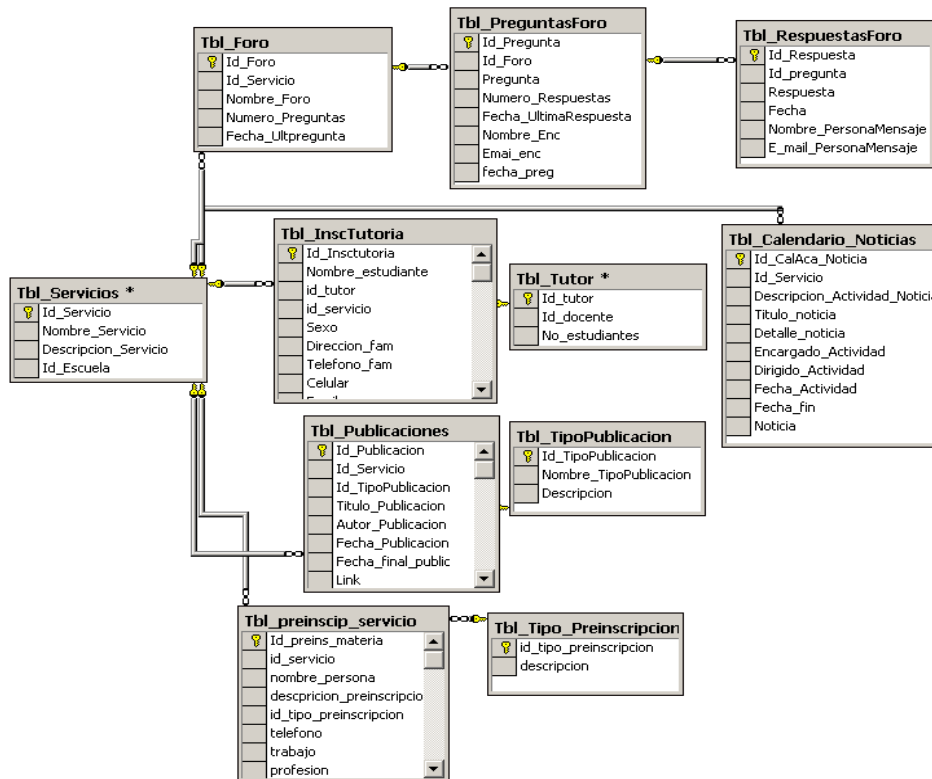 Tbl_Foro
Id_Foro
Id_Servicio
Nombre_Foro
Numero_Preguntas
Fecha_Ultpregunta
Tbl_PreguntasForo
Id_Pregunta
Id_Foro
Pregunta
Numero_Respuestas
Fecha_UltimaRespuesta
Nombre_Enc
Emai_enc
fecha_preg
Tbl_RespuestasForo
Id_Respuesta
Id_pregunta
Respuesta
Fecha
Nombre_PersonaMensaje
E_mail_PersonaMensaje
Tbl_Servicios *
Id_Servicio
Nombre_Servicio
Descripcion_Servicio
Id_Escuela
Tbl_InscTutoria
Id_Insctutoria
Nombre_estudiante
id_tutor
id_servicio
Sexo
Direccion_fam
Telefono_fam
Celular
Tbl_Tutor *
Id_tutor
Id_docente
No_estudiantes
Tbl_Calendario_Noticias
Id_CalAca_Noticia
Id_Servicio
Descripcion_Actividad_Noticia
Titulo_noticia
Detalle_noticia
Encargado_Actividad
Dirigido_Actividad
Fecha_Actividad
Fecha_fin
Noticia
Tbl_Publicaciones
Id_Publicacion
Id_Servicio
Id_TipoPublicacion
Titulo_Publicacion
Autor_Publicacion
Fecha_Publicacion
Fecha_final_public
Link
Tbl_TipoPublicacion
Id_TipoPublicacion
Nombre_TipoPublicacion
Descripcion
Tbl_preinscip_servicio
Id_preins_materia
id_servicio
nombre_persona
descpricion_preinscripcio
id_tipo_preinscripcion
telefono
trabajo
profesion
Tbl_Tipo_Preinscripcion
id_tipo_preinscripcion
descripcion